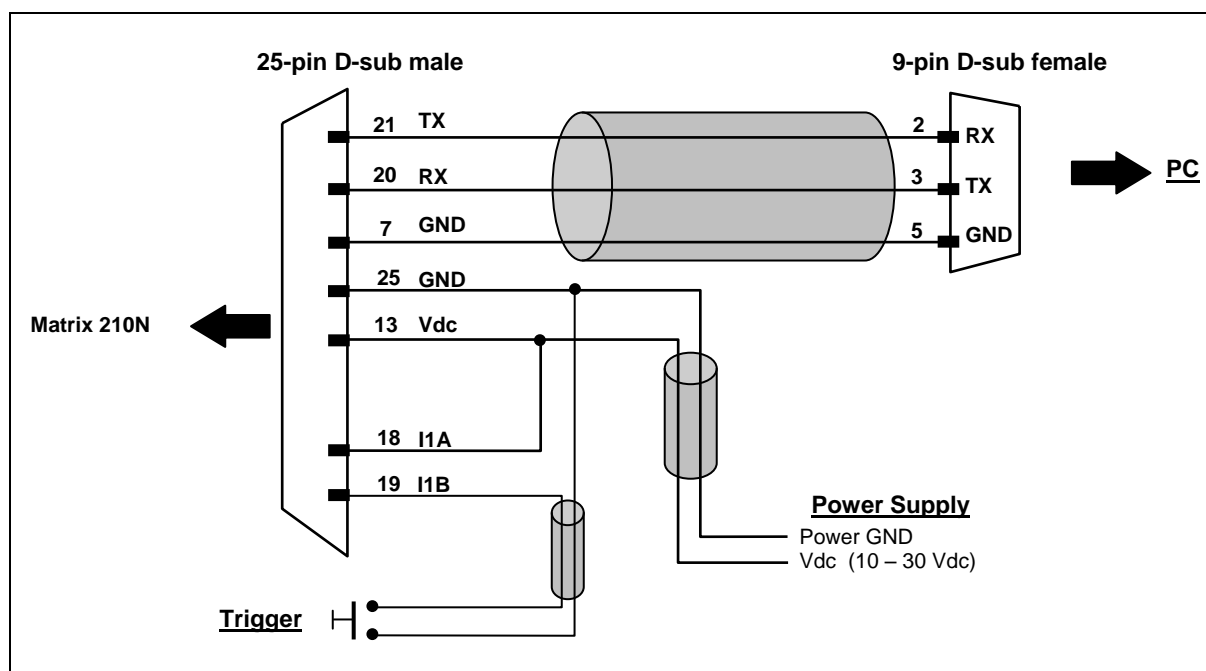 25-pin D-sub male
9-pin D-sub female
21 TX
2 RX
20 RX
3 TX
PC
7 GND
5 GND
25 GND
Matrix 210N
13 Vdc
18 I1A
19 I1B
Power Supply
Power GND
Vdc (10 – 30 Vdc)
Trigger